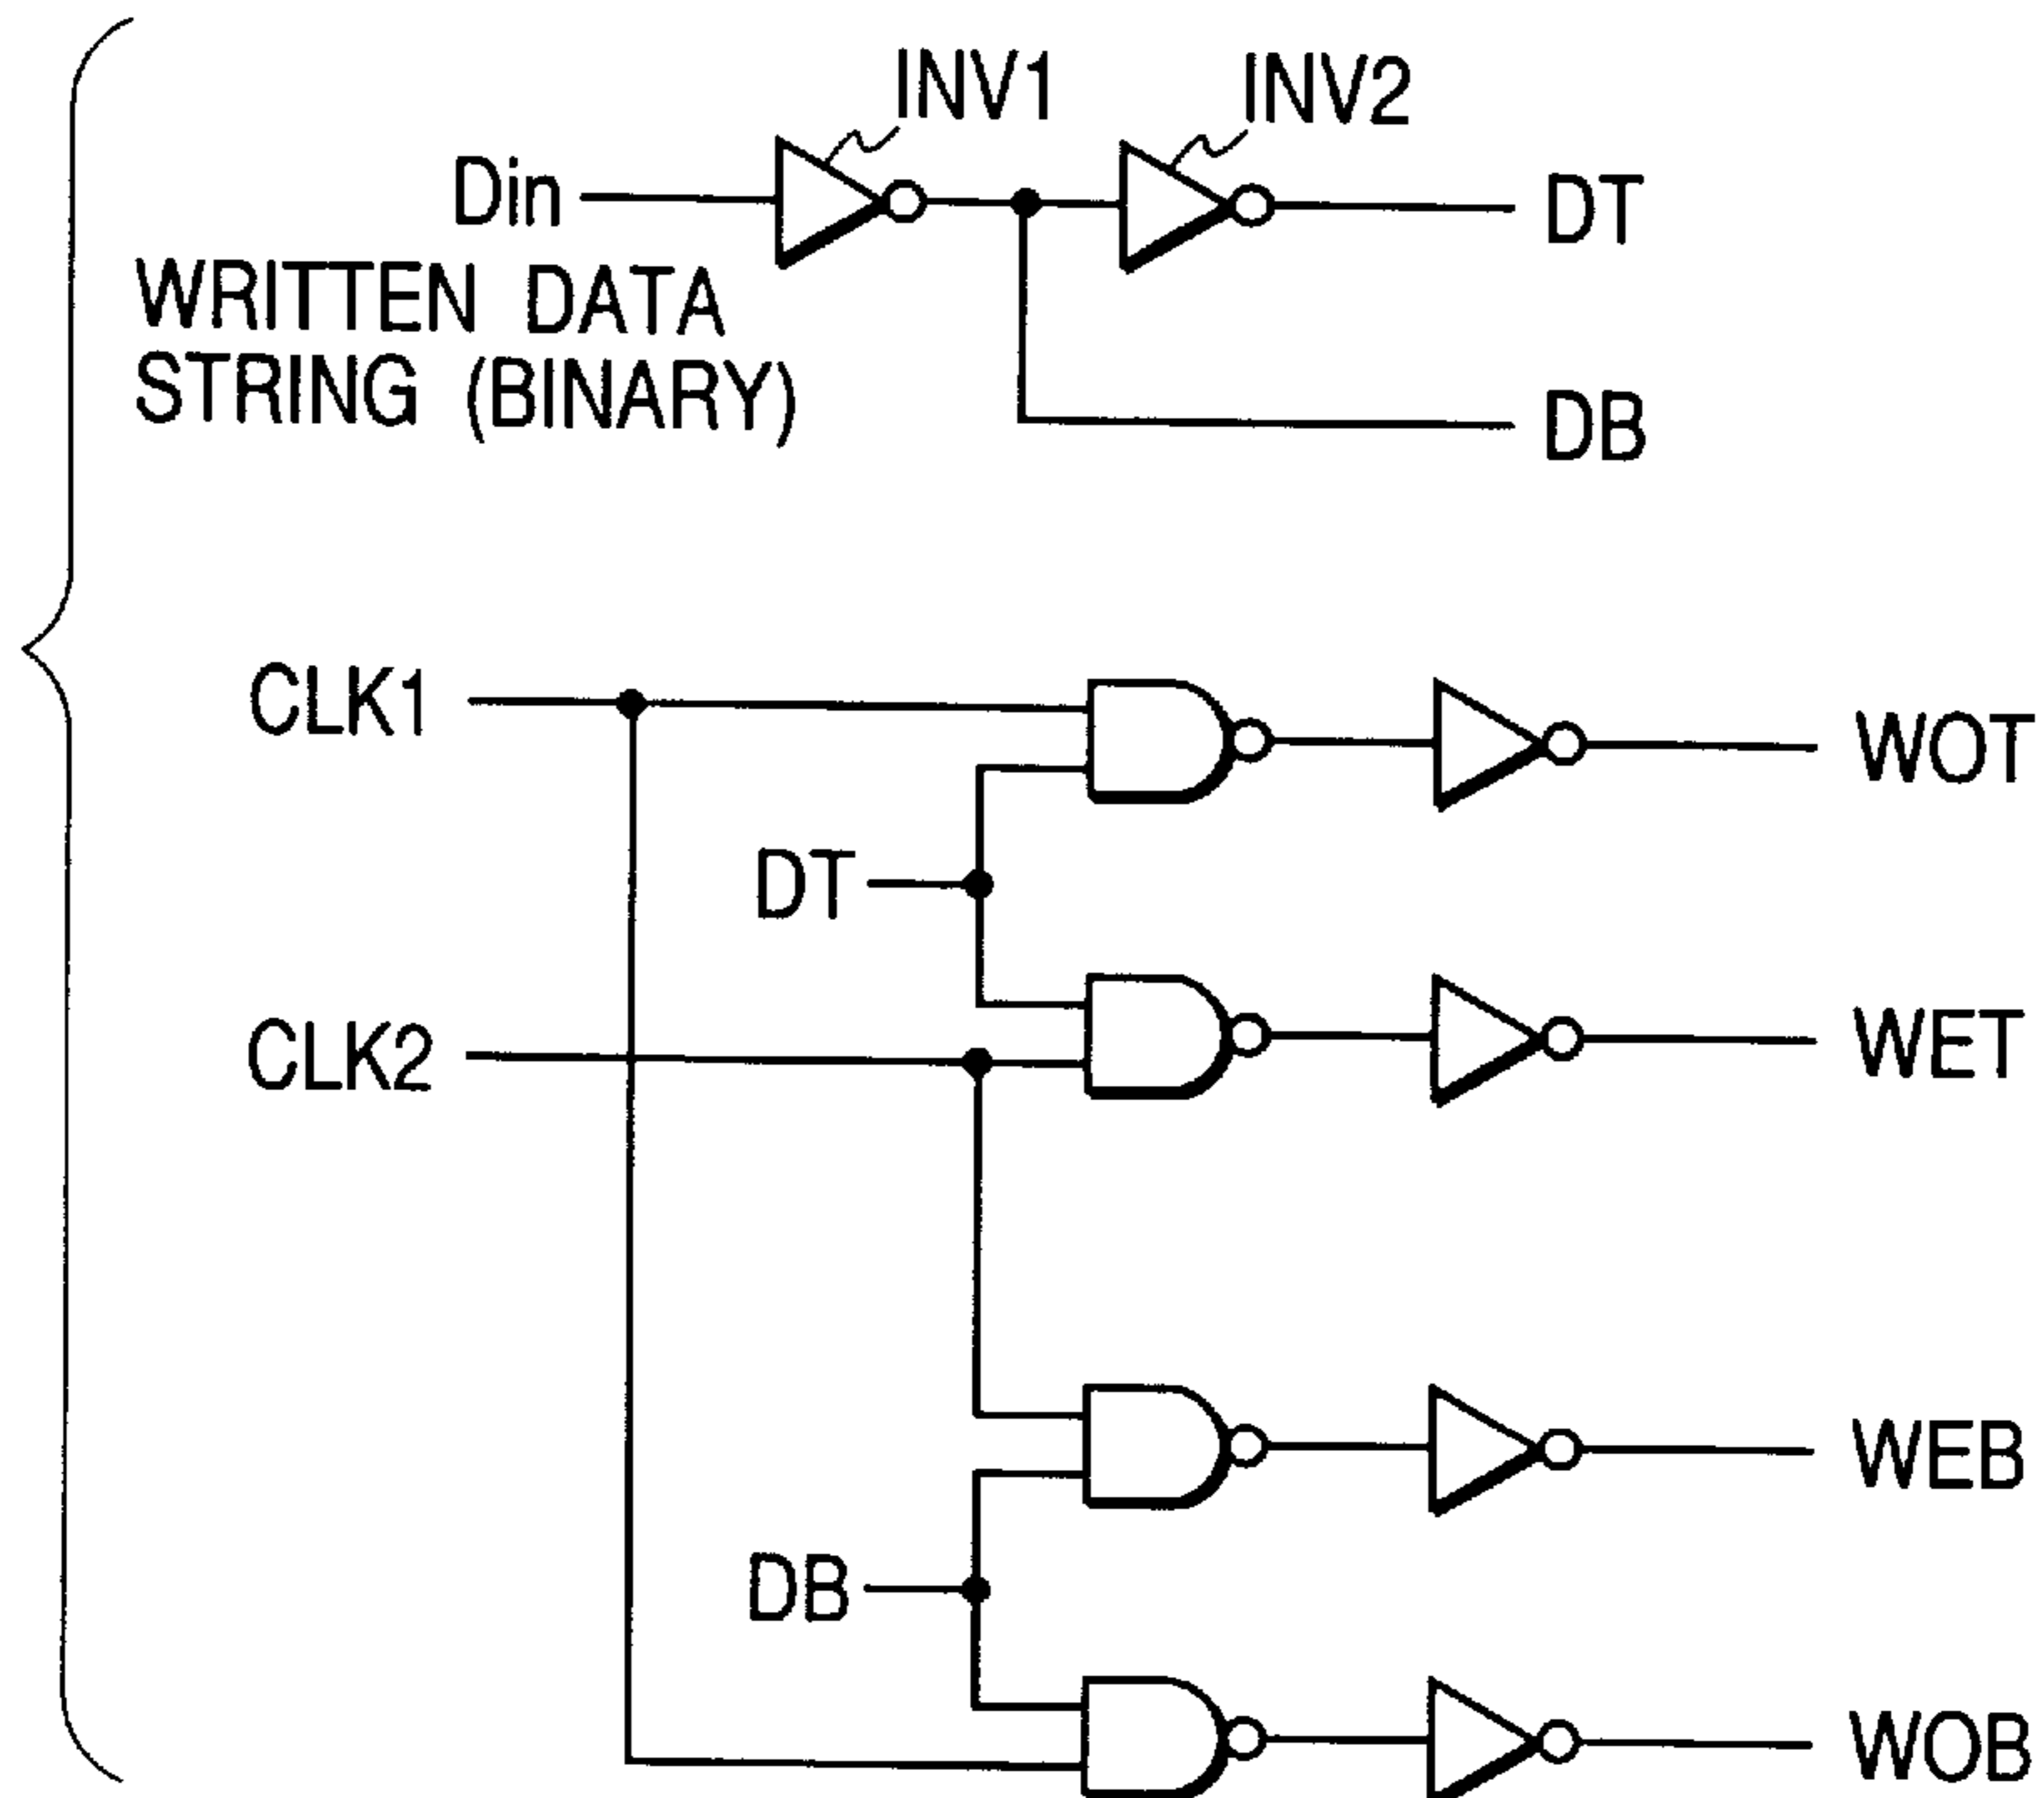 INV1
INV2
Din
DT
WRITTEN DATA
STRING (BINARY)
DB
CLK1
WOT
DT
CLK2
WET
WEB
DB
WOB